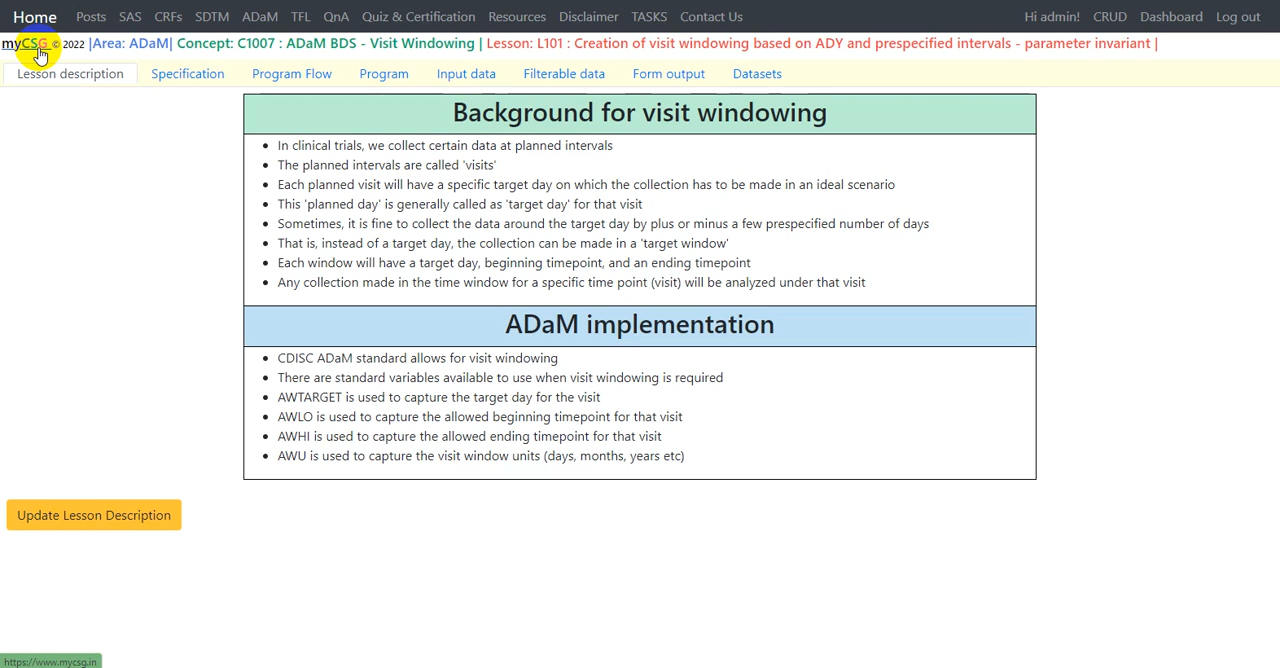 Home Posts SAS CRFs SDTM ADaM TFL QnA Quiz & Certification Resources Disclaimer TASKS Contact Us Hi admin! CRUD Dashboard Log out
myCSG © 2022 |Area: ADaM| Concept: C1007 : ADaM BDS - Visit Windowing | Lesson: L101 : Creation of visit windowing based on ADY and prespecified intervals - parameter invariant |
Lesson description Specification Program Flow Program Input data Filterable data Form output Datasets
Background for visit windowing
• In clinical trials, we collect certain data at planned intervals
• The planned intervals are called 'visits'
• Each planned visit will have a specific target day on which the collection has to be made in an ideal scenario
• This 'planned day' is generally called as 'target day' for that visit
• Sometimes, it is fine to collect the data around the target day by plus or minus a few prespecified number of days
• That is, instead of a target day, the collection can be made in a 'target window'
• Each window will have a target day, beginning timepoint, and an ending timepoint
• Any collection made in the time window for a specific time point (visit) will be analyzed under that visit
ADaM implementation
• CDISC ADaM standard allows for visit windowing
• There are standard variables available to use when visit windowing is required
• AWTARGET is used to capture the target day for the visit
• AWLO is used to capture the allowed beginning timepoint for that visit
• AWHI is used to capture the allowed ending timepoint for that visit
• AWU is used to capture the visit window units (days, months, years etc)
Update Lesson Description
https://www.mycsg.in